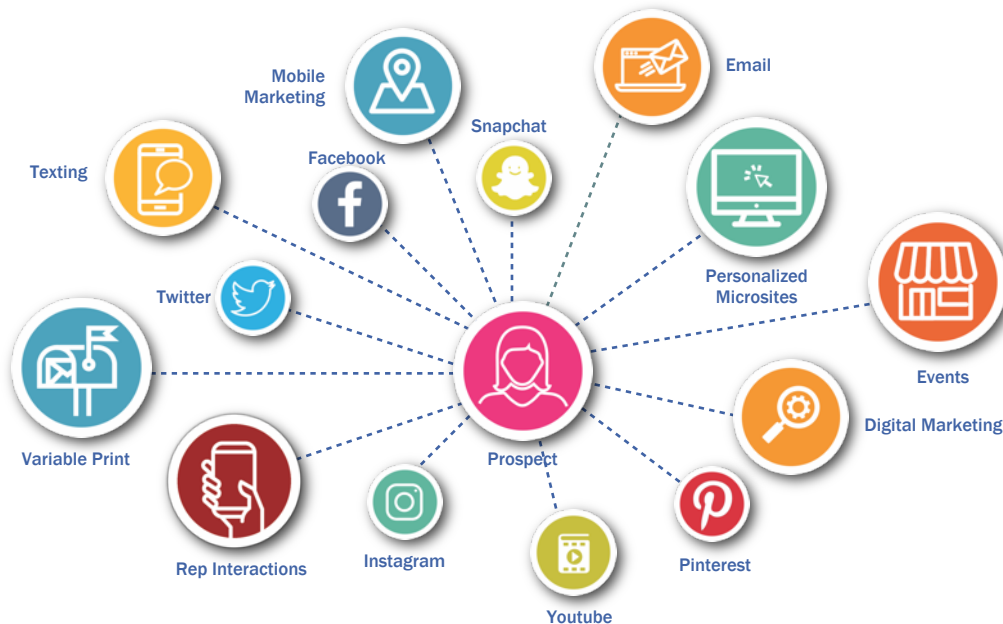 Email
Mobile
Marketing
Snapchat
Facebook
Texting
Personalized
Microsites
Twitter
Events
Digital Marketing
Variable Print
Prospect
Instagram
Pinterest
Rep Interactions
Youtube